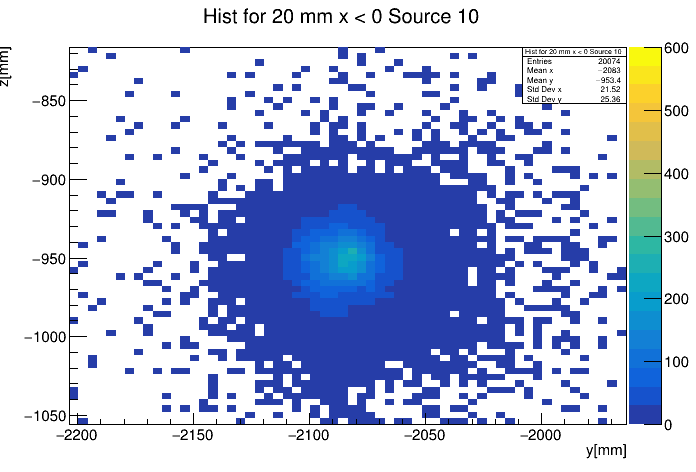 Hist for 20 mm x < 0 Source 10
z[mm]
Hist for 20 mm x < 0 Source 10
Entries 20074
Mean x −2083
Mean y −953.4
Std Dev x 21.52
Std Dev y 25.36
600
500
400
300
200
100
0
−850
−900
−950
−1000
−1050
−2200 −2150 −2100 −2050 −2000
y[mm]